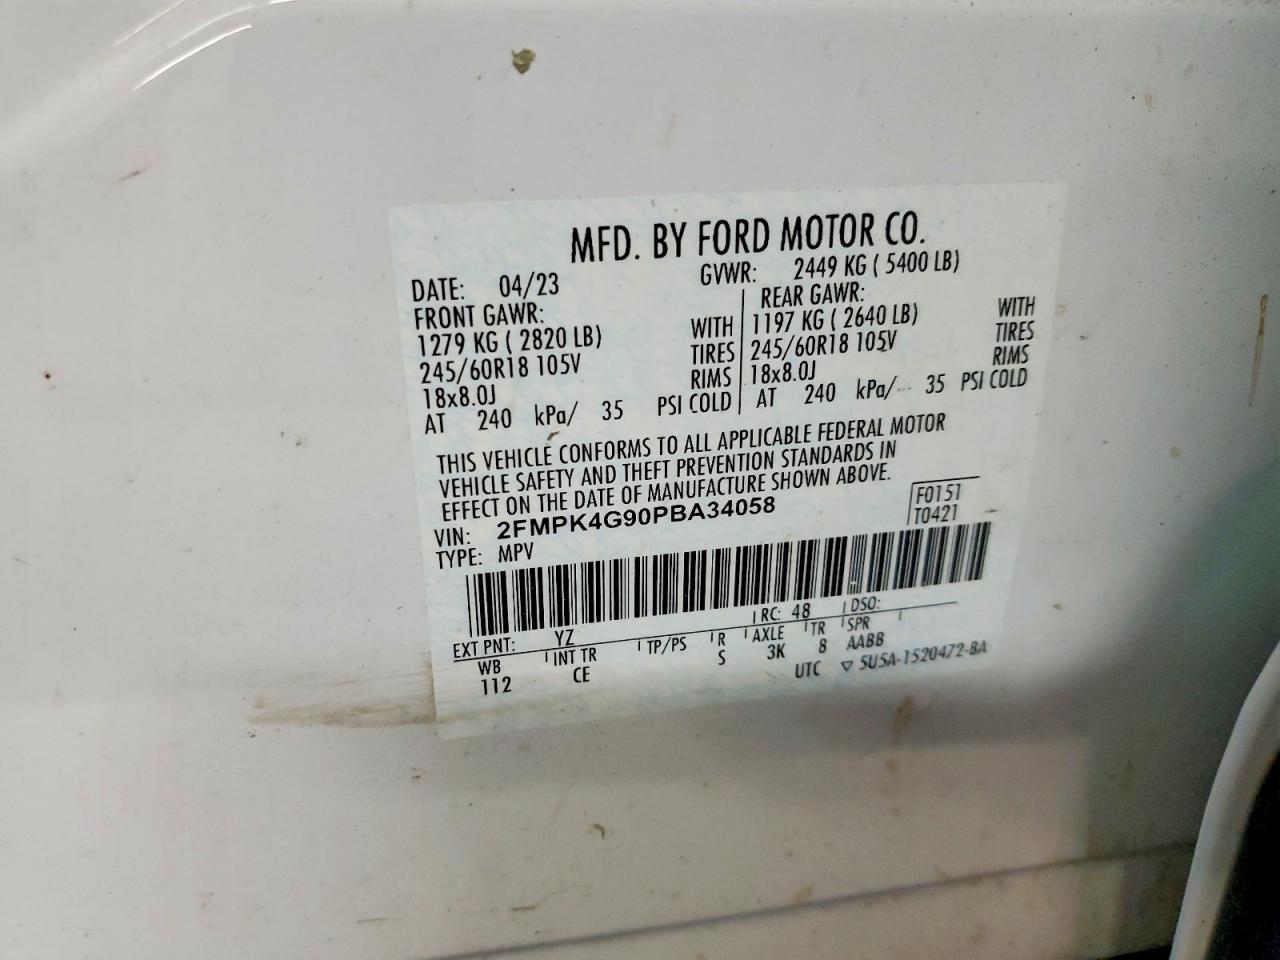 MFD. BY FORD MOTOR CO.
DATE: 04/23 GVWR: 2449 KG ( 5400 LB)
FRONT GAWR: REAR GAWR:
1279 KG ( 2820 LB) WITH 1197 KG ( 2640 LB) WITH
245/60R18 105V TIRES 245/60R18 105V TIRES
18x8.0J RIMS 18x8.0J RIMS
AT 240 kPa/ 35 PSI COLD AT 240 kPa/ 35 PSI COLD
THIS VEHICLE CONFORMS TO ALL APPLICABLE FEDERAL MOTOR
VEHICLE SAFETY AND THEFT PREVENTION STANDARDS IN
EFFECT ON THE DATE OF MANUFACTURE SHOWN ABOVE.
VIN: 2FMPK4G90PBA34058 F0151
TYPE: MPV T0421
EXT PNT: YZ RC: 48 DSO:
WB INT TR TP/PS R AXLE TR SPR
112 CE S 3K 8 AABB
UTC ▽ 5U5A-1520472-BA